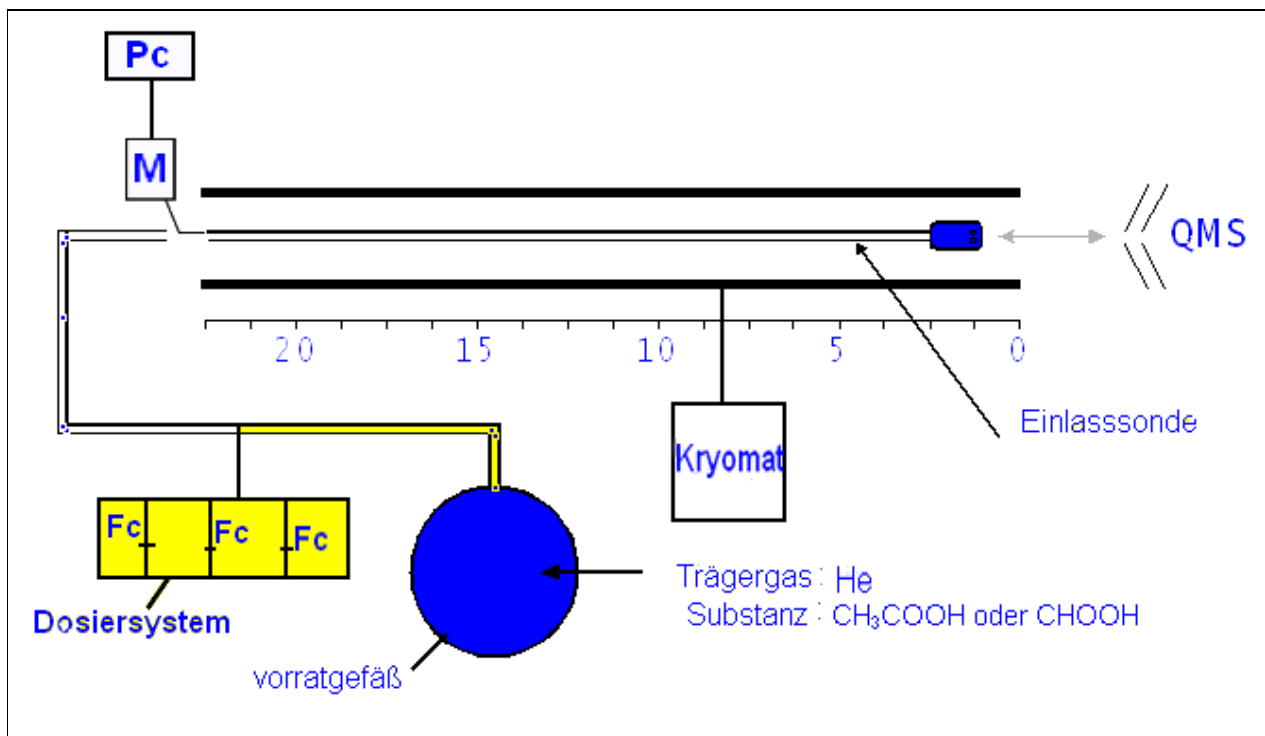 Pc
M
QMS
20 15 10 5 0
Einlasssonde
Kryomat
Fc Fc Fc
Trägergas : He
Dosiersystem
Substanz : CH₃COOH oder CHOOH
vorratgefäß